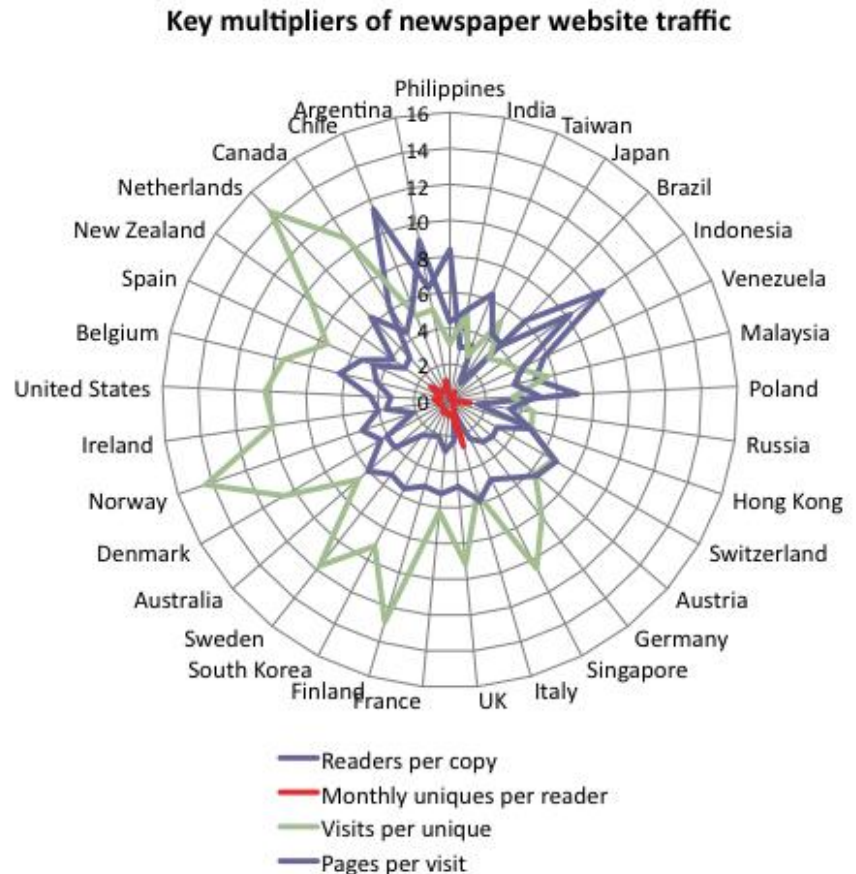 Key multipliers of newspaper website traffic
Philippines
India
Taiwan
Japan
Brazil
Indonesia
Venezuela
Malaysia
Poland
Russia
Hong Kong
Switzerland
Austria
Germany
Singapore
Italy
UK
France
Finland
South Korea
Sweden
Australia
Denmark
Norway
Ireland
United States
Belgium
Spain
New Zealand
Netherlands
Canada
Chile
Argentina
16
14
12
10
8
6
4
2
0
Readers per copy
Monthly uniques per reader
Visits per unique
Pages per visit